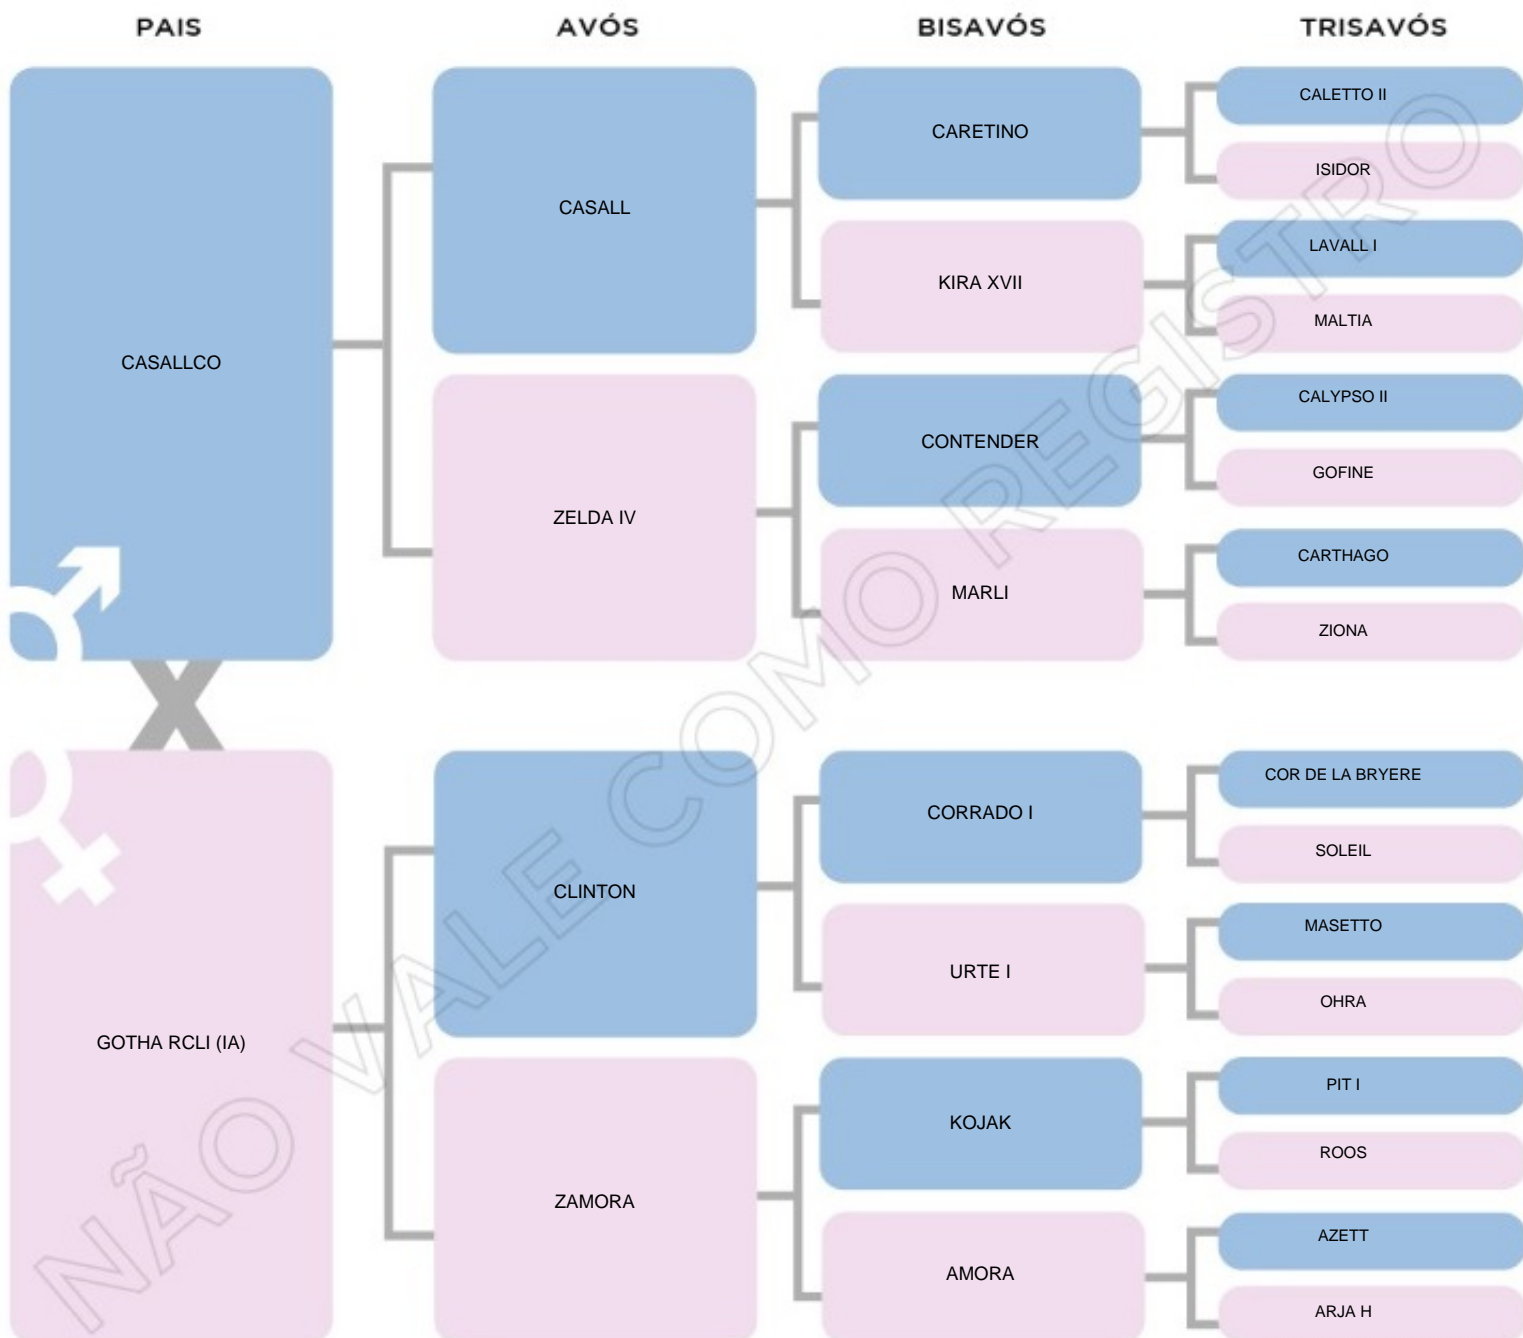 PAIS
AVÓS
BISAVÓS
TRISAVÓS
CASALLCO
CASALL
CARETINO
CALETTO II
ISIDOR
KIRA XVII
LAVALL I
MALTIA
ZELDA IV
CONTENDER
CALYPSO II
GOFINE
MARLI
CARTHAGO
ZIONA
X
GOTHA RCLI (IA)
CLINTON
CORRADO I
COR DE LA BRYERE
SOLEIL
URTE I
MASETTO
OHRA
ZAMORA
KOJAK
PIT I
ROOS
AMORA
AZETT
ARJA H
NÃO VALE COMO REGISTRO